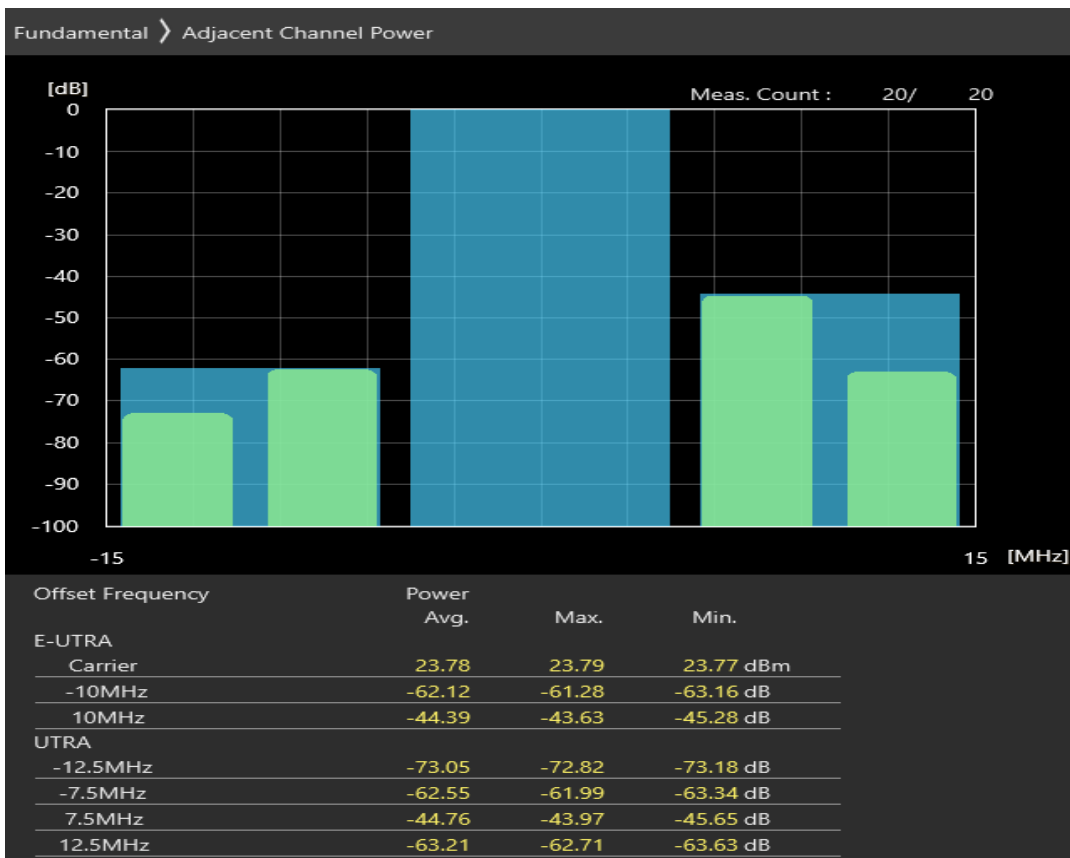 Fundamental 〉 Adjacent Channel Power
[dB]
Meas. Count : 20/ 20
0
-10
-20
-30
-40
-50
-60
-70
-80
-90
-100
-15 15 [MHz]
Offset Frequency Power
Avg. Max. Min.
E-UTRA
Carrier 23.78 23.79 23.77 dBm
-10MHz -62.12 -61.28 -63.16 dB
10MHz -44.39 -43.63 -45.28 dB
UTRA
-12.5MHz -73.05 -72.82 -73.18 dB
-7.5MHz -62.55 -61.99 -63.34 dB
7.5MHz -44.76 -43.97 -45.65 dB
12.5MHz -63.21 -62.71 -63.63 dB